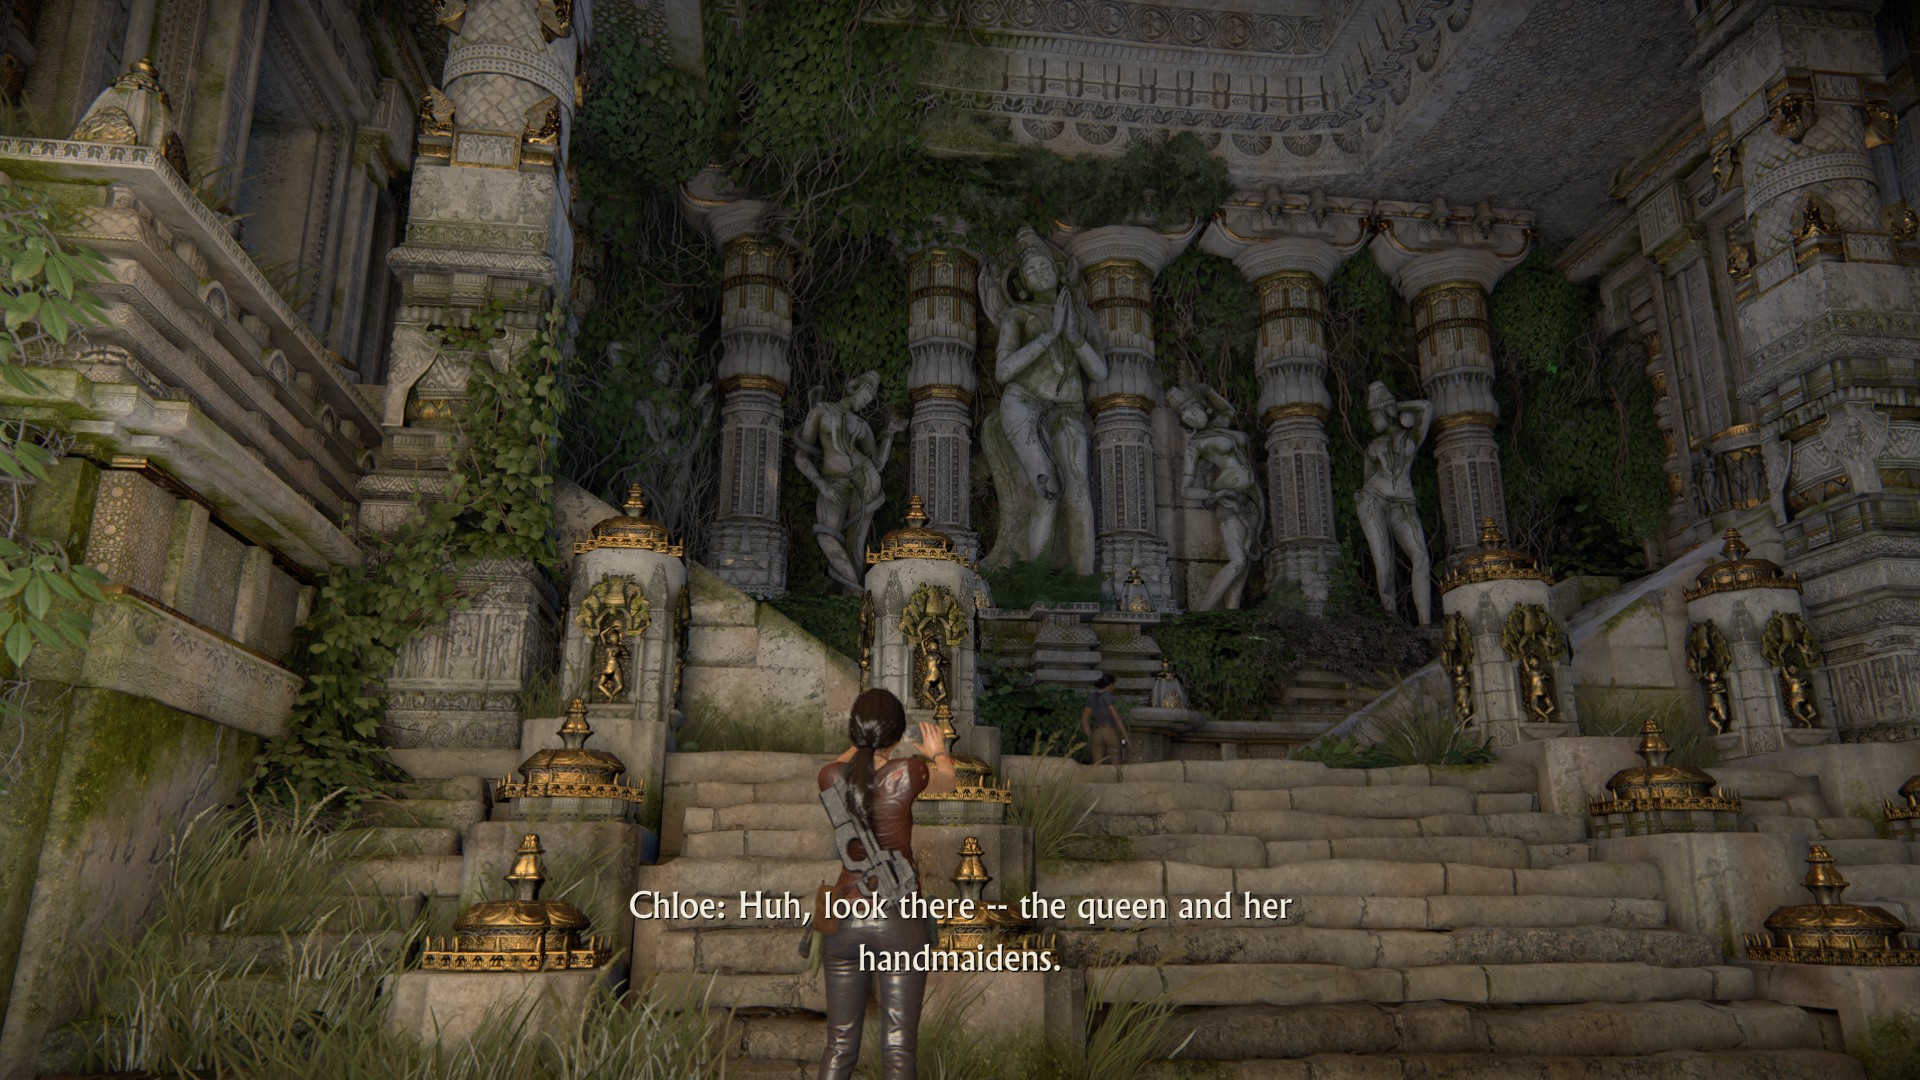 Chloe: Huh, look there -- the queen and her
handmaidens.